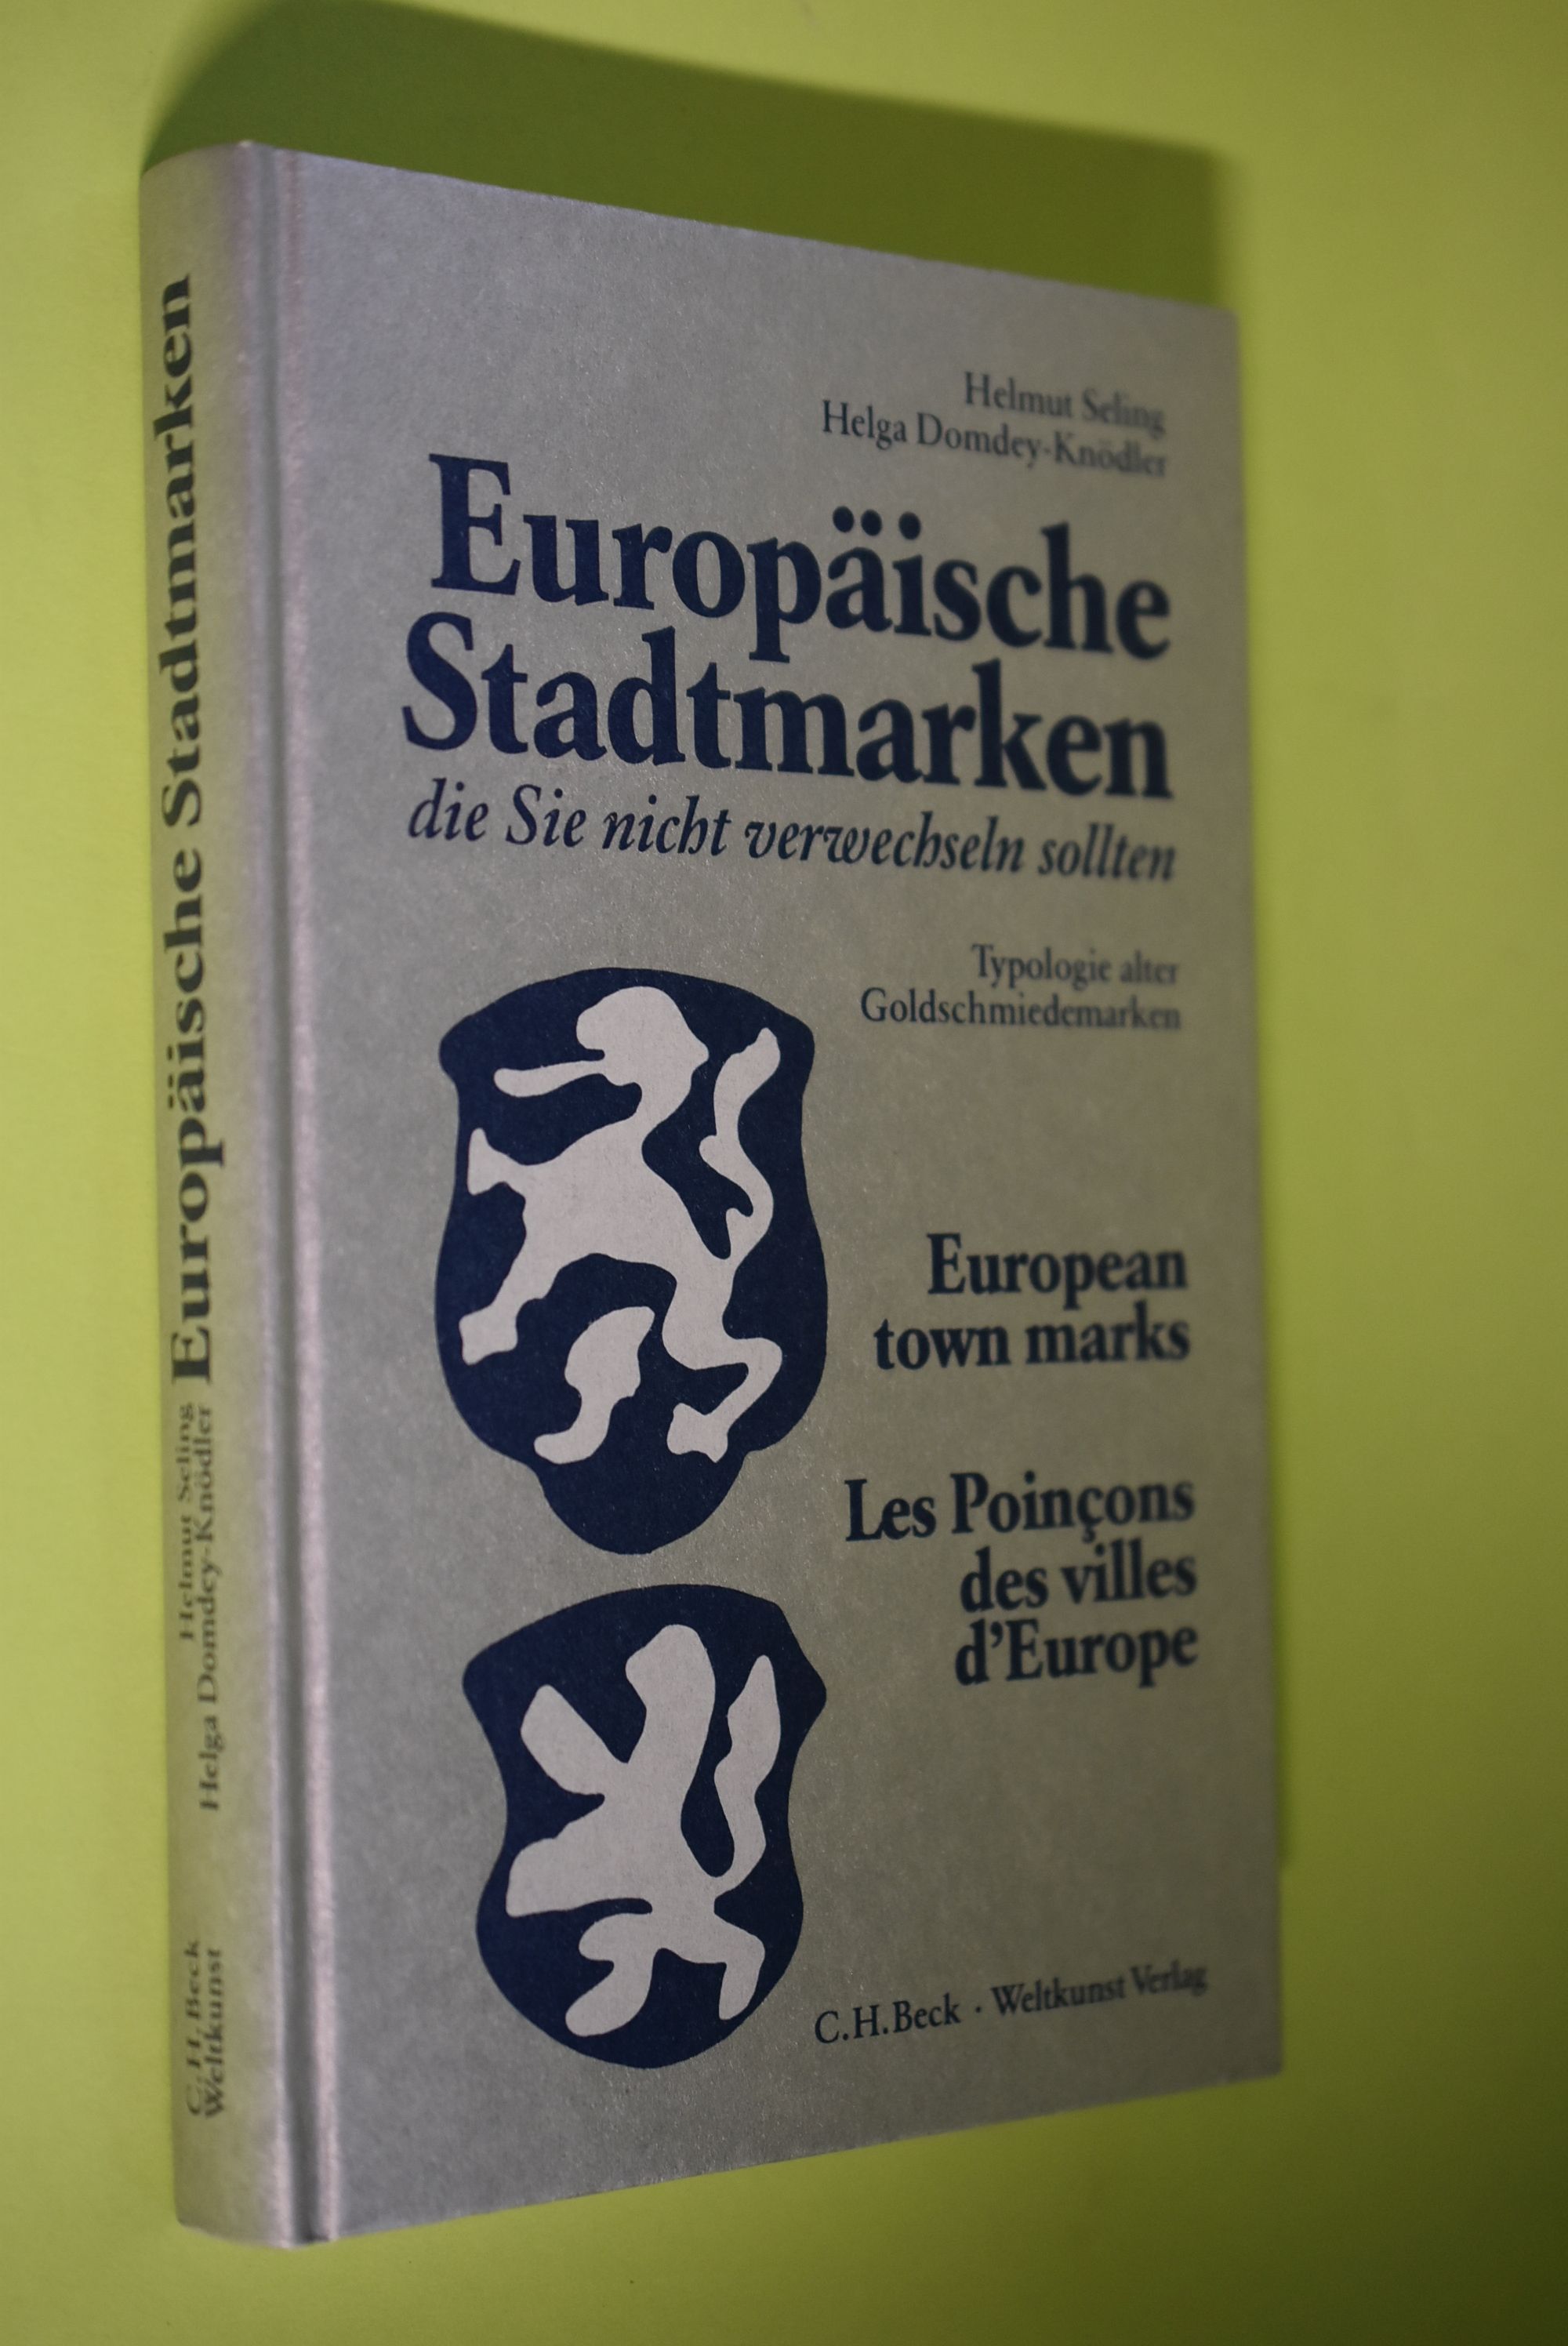 Helmut Seling
Helga Domdey-Knödler
Europäische
Stadtmarken
die Sie nicht verwechseln sollten
Typologie alter
Goldschmiedemarken
European
town marks
Les Poinçons
des villes
d'Europe
C.H.Beck · Weltkunst Verlag
Helmut Seling
Helga Domdey-Knödler
Europäische Stadtmarken
C.H.Beck
Weltkunst